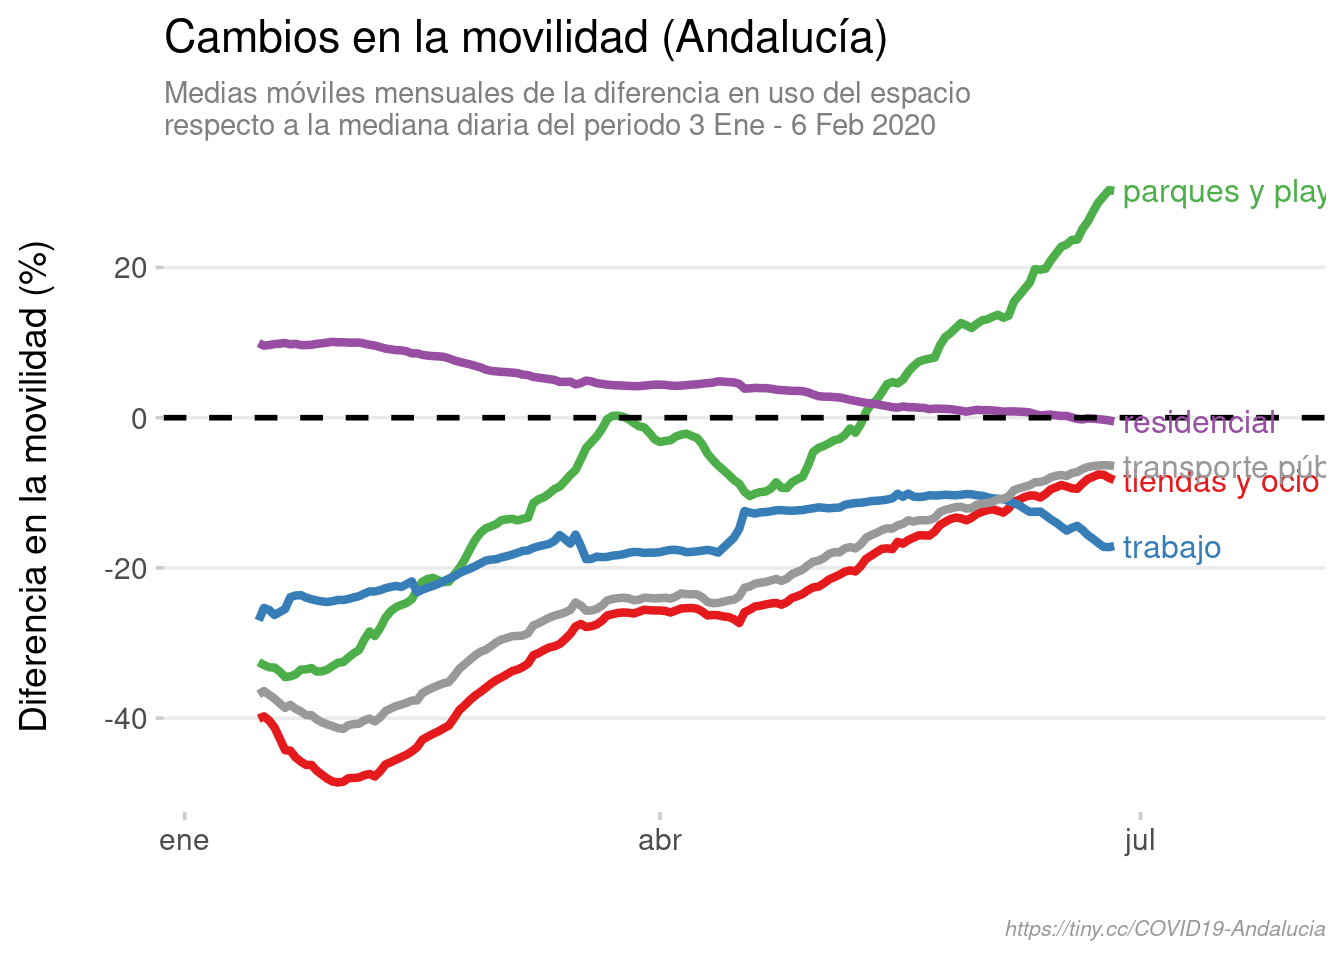 Cambios en la movilidad (Andalucía)
Medias móviles mensuales de la diferencia en uso del espacio
respecto a la mediana diaria del periodo 3 Ene - 6 Feb 2020
Diferencia en la movilidad (%)
20
0
-20
-40
parques y play
residencial
transporte púb
tiendas y ocio
trabajo
ene
abr
jul
https://tiny.cc/COVID19-Andalucia